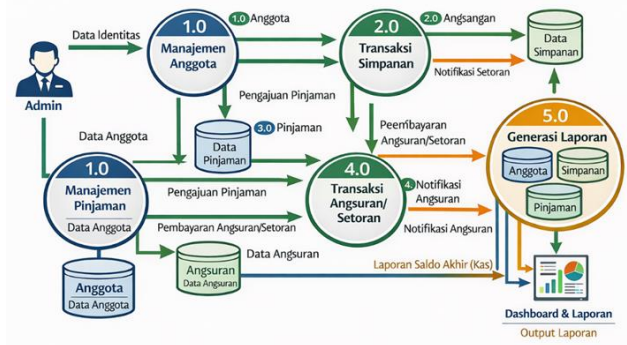 1.0
Manajemen
Anggota
1.0 Anggota
2.0
Transaksi
Simpanan
2.0 Angsangan
Data
Simpanan
Data Identitas
Admin
Notifikasi Setoran
Pengajuan Pinjaman
Data
Pinjaman
3.0 Pinjaman
Peembayaran
Angsuran/Setoran
5.0
Generasi Laporan
Anggota
Simpanan
Pinjaman
Data Anggota
1.0
Manajemen
Pinjaman
Data Anggota
Pengajuan Pinjaman
4.0
Transaksi
Angsuran/
Setoran
4. Notifikasi
Angsuran
Pembayaran Angsuran/Setoran
Notifikasi Angsuran
Data Angsuran
Angsuran
Data Angsuran
Laporan Saldo Akhir (Kas)
Anggota
Data Anggota
Dashboard & Laporan
Output Laporan